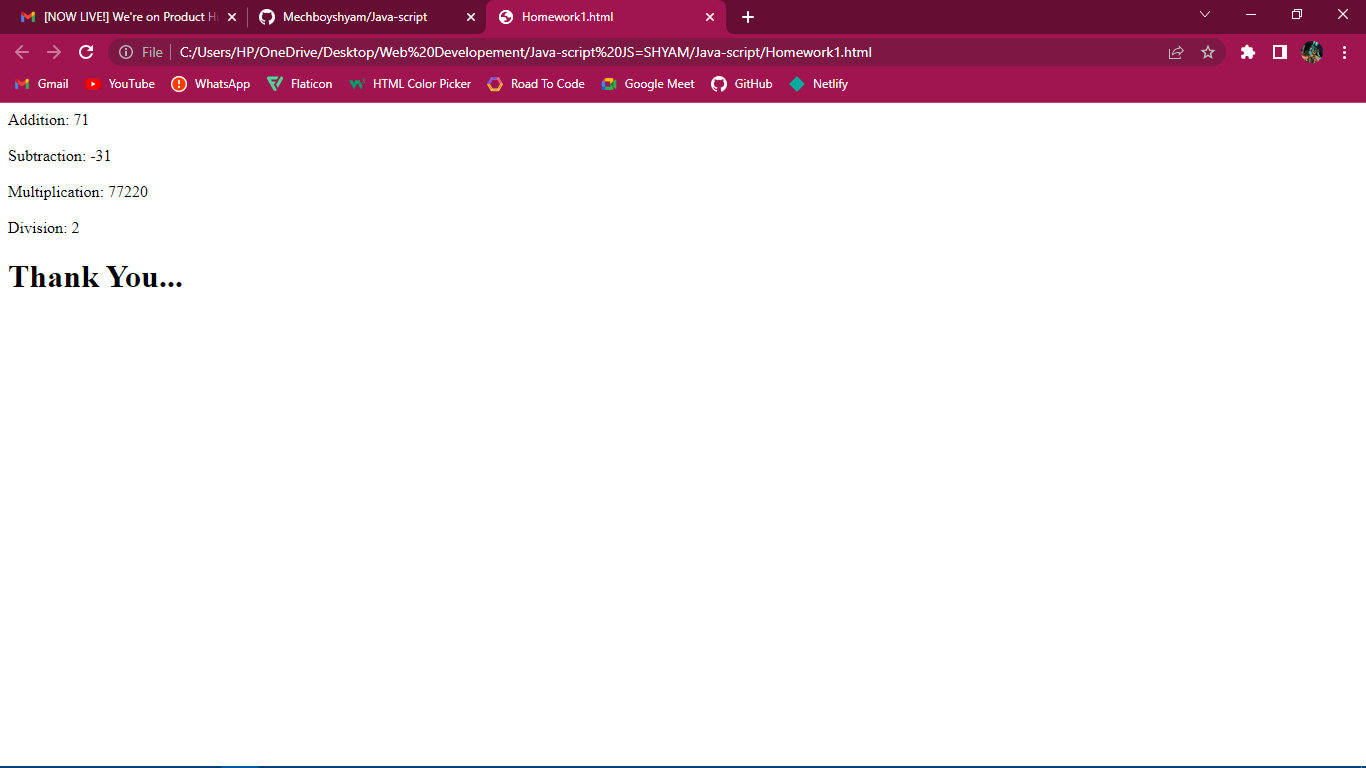 [NOW LIVE!] We're on Product H
Mechboyshyam/Java-script
Homework1.html
File
C:/Users/HP/OneDrive/Desktop/Web%20Developement/Java-script%20JS=SHYAM/Java-script/Homework1.html
Gmail
YouTube
WhatsApp
Flaticon
HTML Color Picker
Road To Code
Google Meet
GitHub
Netlify
Addition: 71
Subtraction: -31
Multiplication: 77220
Division: 2
Thank You...